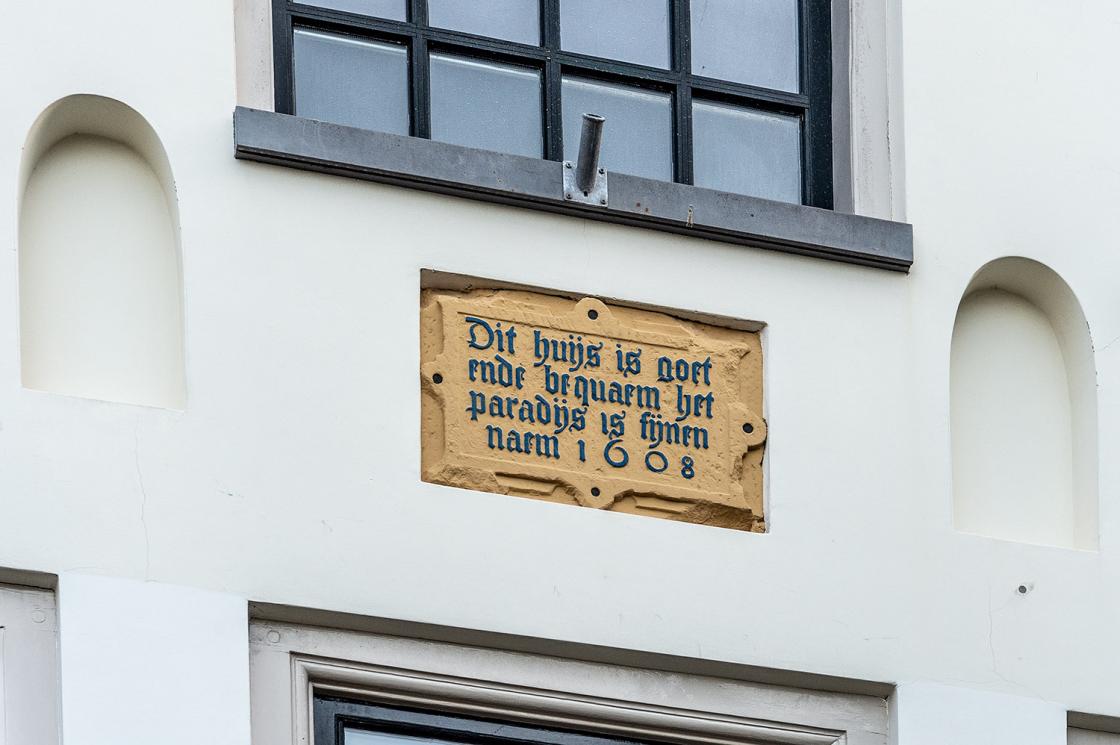 Dit huijs is goet
ende bequaem het
paradijs is sijnen
naem 1608